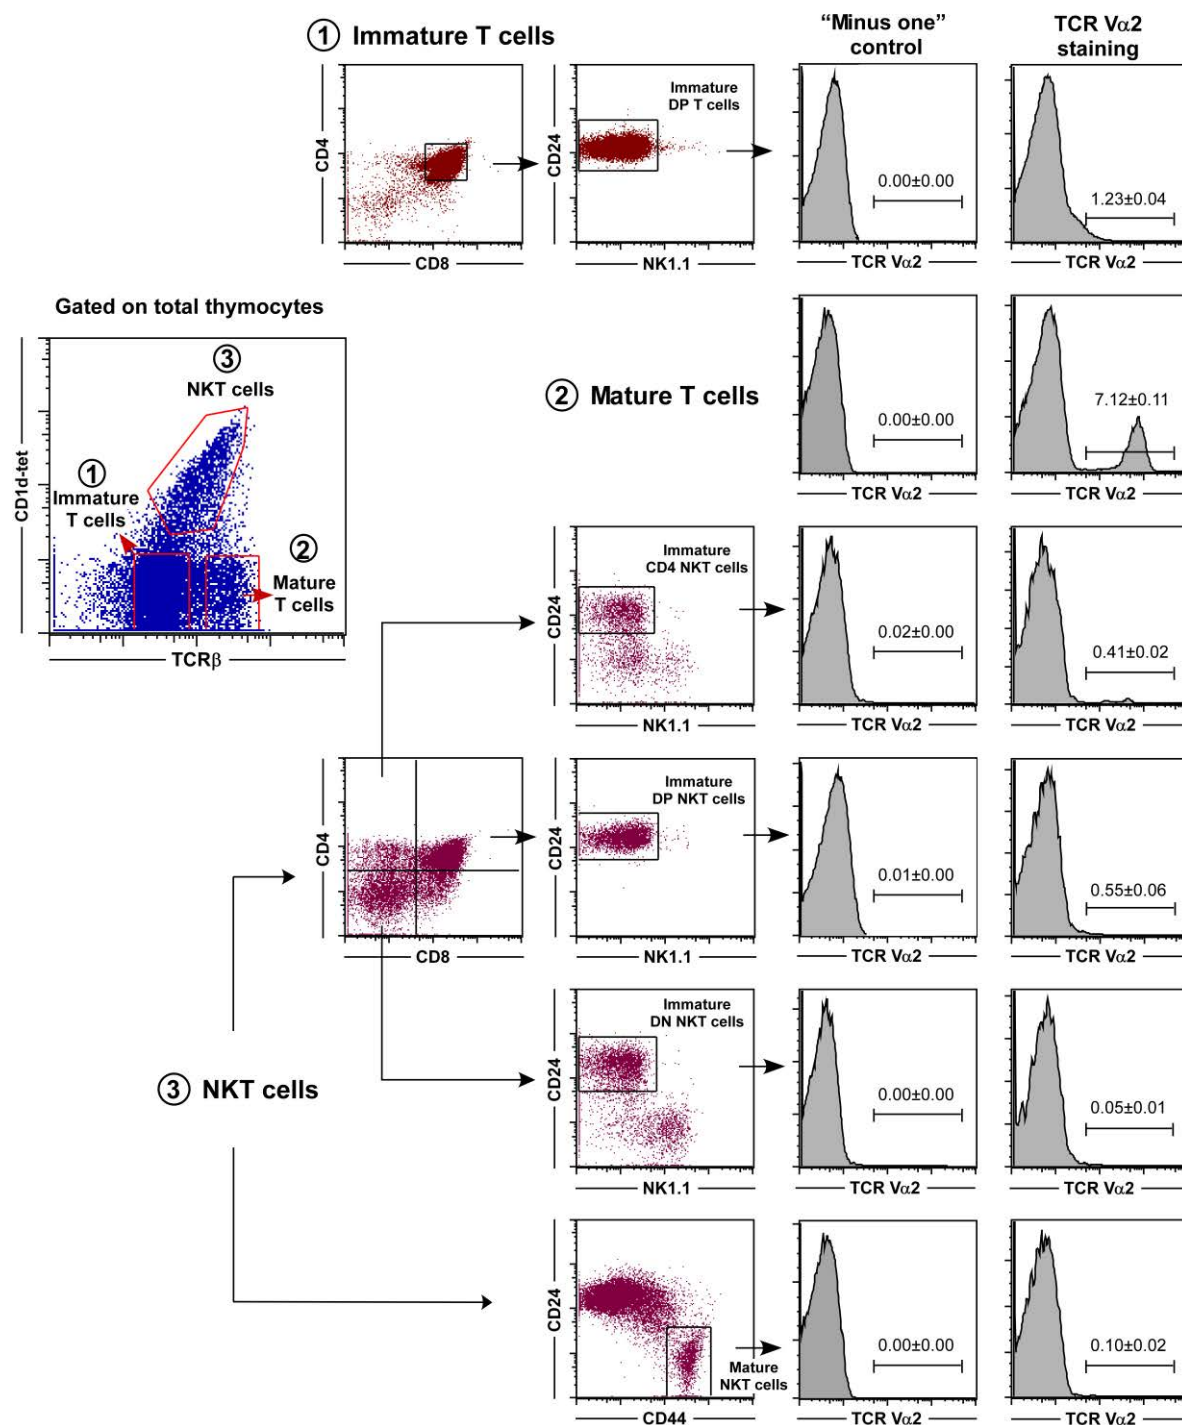 ① Immature T cells
"Minus one"
control
TCR Vα2
staining
CD4
CD8
CD24
Immature
DP T cells
NK1.1
0.00±0.00
TCR Vα2
1.23±0.04
TCR Vα2
Gated on total thymocytes
CD1d-tet
③
NKT cells
①
Immature
T cells
②
Mature
T cells
TCRβ
② Mature T cells
0.00±0.00
TCR Vα2
7.12±0.11
TCR Vα2
CD24
Immature
CD4 NKT cells
NK1.1
0.02±0.00
TCR Vα2
0.41±0.02
TCR Vα2
CD4
CD8
CD24
Immature
DP NKT cells
NK1.1
0.01±0.00
TCR Vα2
0.55±0.06
TCR Vα2
③ NKT cells
CD24
Immature
DN NKT cells
NK1.1
0.00±0.00
TCR Vα2
0.05±0.01
TCR Vα2
CD24
Mature
NKT cells
CD44
0.00±0.00
TCR Vα2
0.10±0.02
TCR Vα2